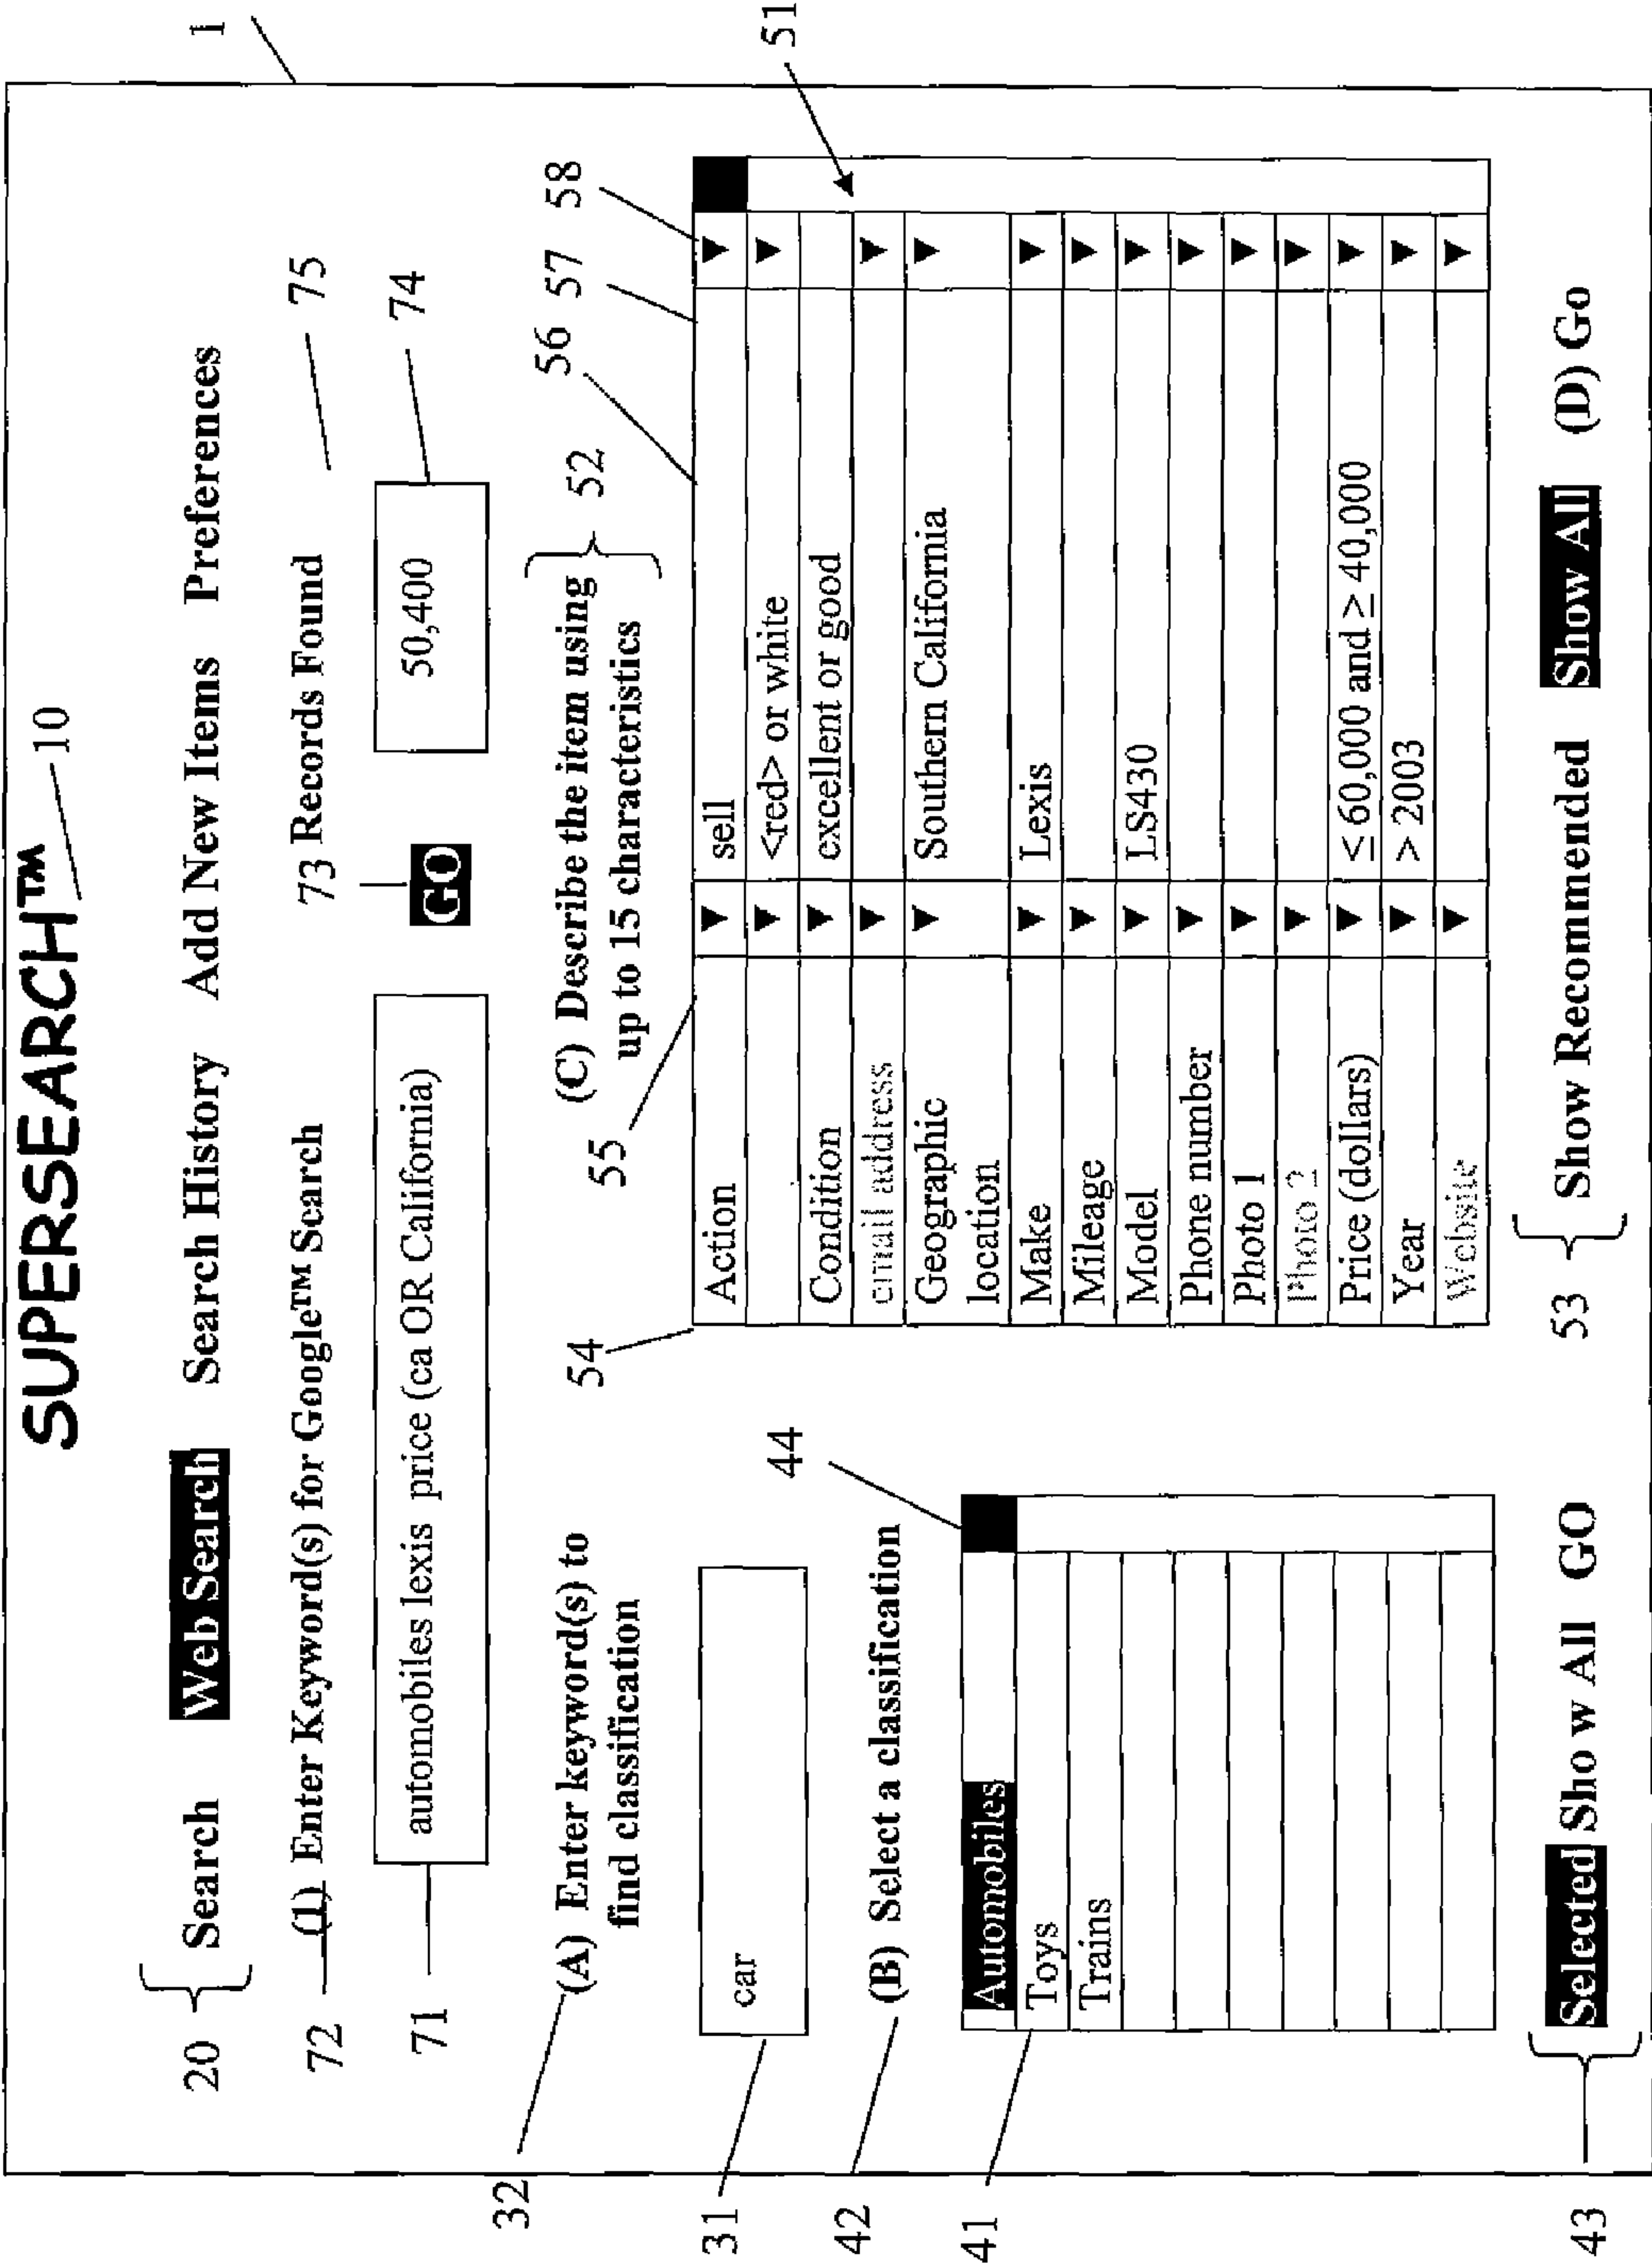 SUPERSEARCH™
10
1
20
Search Web Search Search History Add New Items Preferences
72
(1) Enter Keyword(s) for Google™ Search
73
Records Found
75
71
automobiles lexis price (ca OR California)
GO
50,400
74
32
(A) Enter keyword(s) to
find classification
31
car
42
(B) Select a classification
44
41
Automobiles
Toys
Trains
43
Selected Sho w All GO
(C) Describe the item using
up to 15 characteristics
52
54
55
56
57
58
51
Action ▼ sell ▼
▼ <red> or white ▼
Condition ▼ excellent or good
email address ▼ ▼
Geographic ▼ Southern California ▼
location
Make ▼ Lexis ▼
Mileage ▼ ▼
Model ▼ LS430 ▼
Phone number ▼ ▼
Photo 1 ▼ ▼
Photo 2 ▼ ▼
Price (dollars) ▼ ≤ 60,000 and ≥ 40,000 ▼
Year ▼ > 2003 ▼
Website ▼ ▼
53
Show Recommended Show All (D) Go